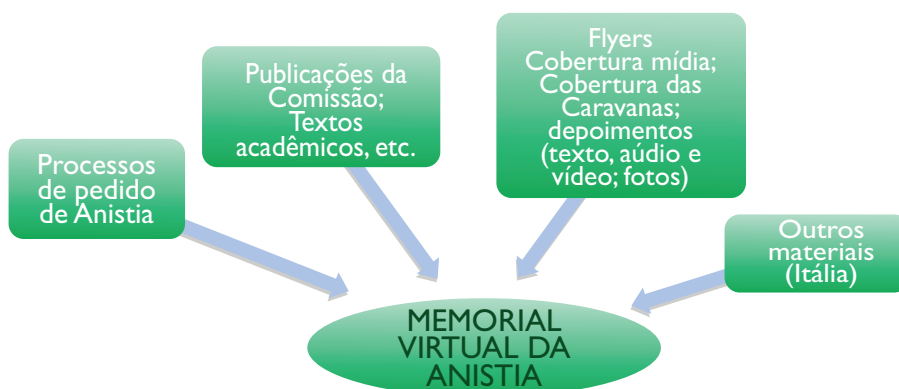 Processos
de pedido
de Anistia
Publicações da
Comissão;
Textos
acadêmicos, etc.
Flyers
Cobertura mídia;
Cobertura das
Caravanas;
depoimentos
(texto, aúdio e
vídeo; fotos)
Outros
materiais
(Itália)
MEMORIAL
VIRTUAL DA
ANISTIA